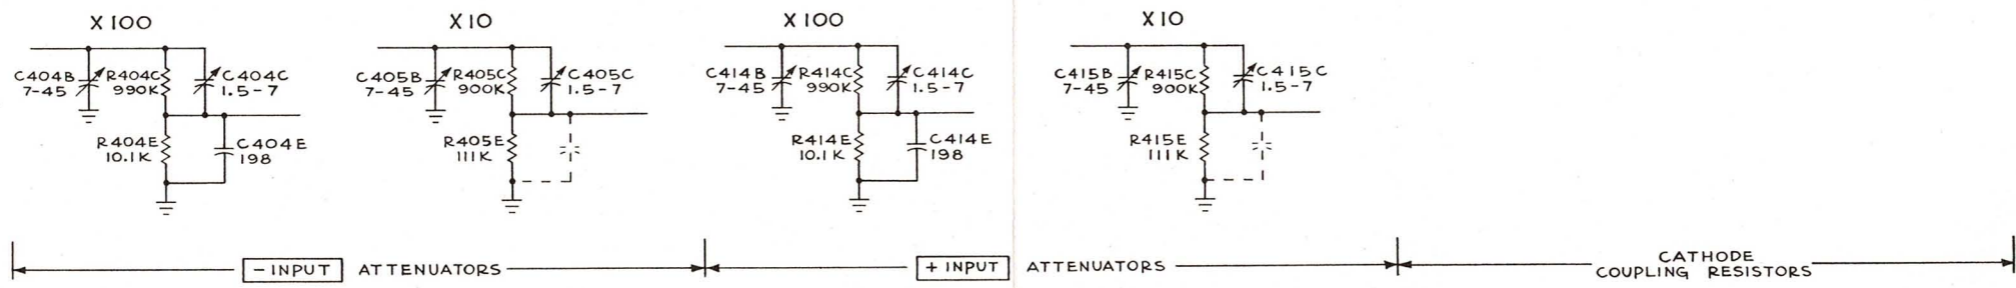 X100
C404B
7-45
R404C
990K
C404C
1.5-7
R404E
10.1K
C404E
198
X10
C405B
7-45
R405C
900K
C405C
1.5-7
R405E
111K
X100
C414B
7-45
R414C
990K
C414C
1.5-7
R414E
10.1K
C414E
198
X10
C415B
7-45
R415C
900K
C415C
1.5-7
R415E
111K
-INPUT ATTENUATORS
+INPUT ATTENUATORS
CATHODE
COUPLING RESISTORS